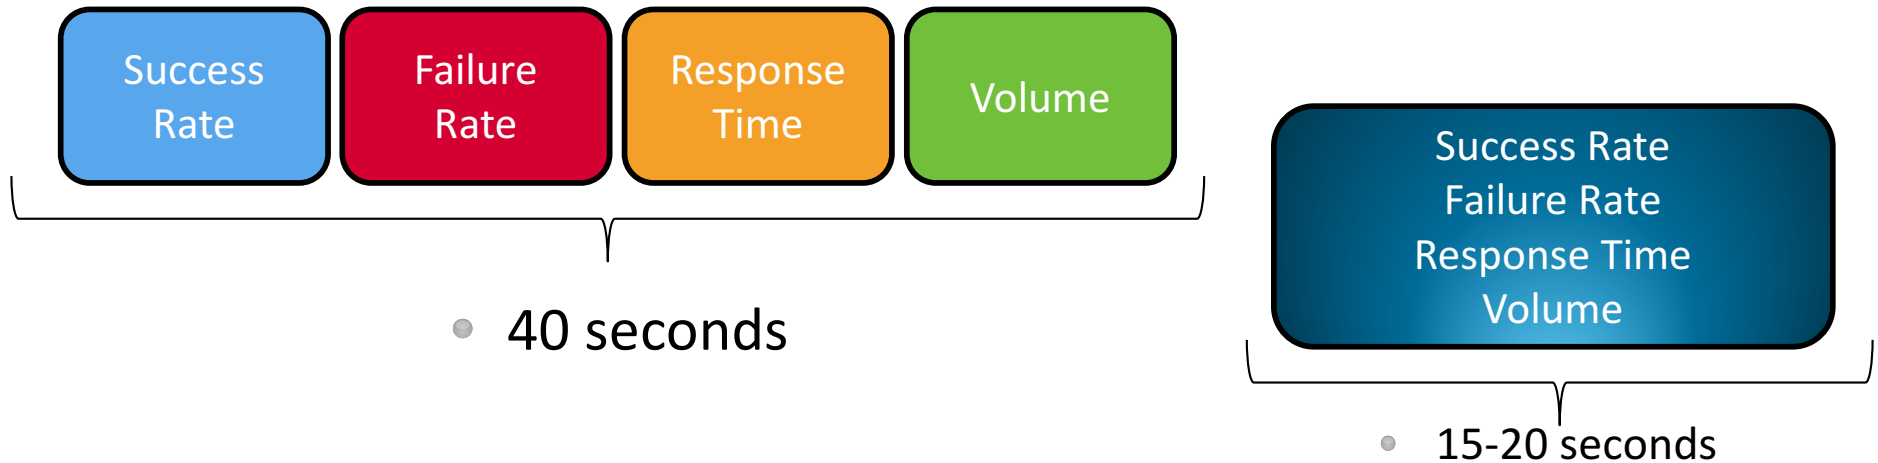 Success
Rate
Failure
Rate
Response
Time
Volume
40 seconds
Success Rate
Failure Rate
Response Time
Volume
15-20 seconds